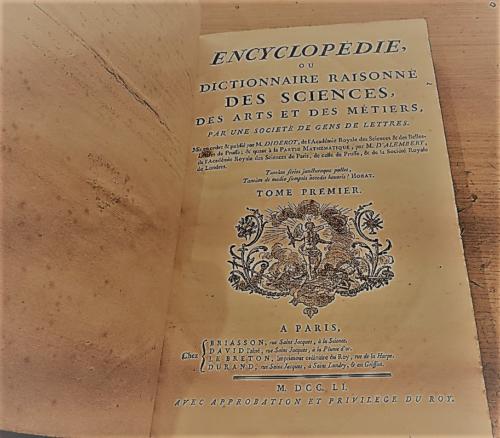 ENCYCLOPÉDIE,
OU
DICTIONNAIRE RAISONNÉ
DES SCIENCES,
DES ARTS ET DES MÉTIERS,
PAR UNE SOCIETÉ DE GENS DE LETTRES.
Mis en ordre & publié par M. DIDEROT, de l'Académie Royale des Sciences & des Belles-
Lettres de Prusse; & quant à la PARTIE MATHÉMATIQUE, par M. D'ALEMBERT,
de l'Académie Royale des Sciences de Paris, de celle de Prusse, & de la Société Royale
de Londres.
Tantùm series juncturaque pollet,
Tantùm de medio sumptis accedit honoris! HORAT.
TOME PREMIER.
A PARIS,
Chez
BRIASSON, rue Saint Jacques, à la Science.
DAVID l'aîné, rue Saint Jacques, à la Plume d'or.
LE BRETON, Imprimeur ordinaire du Roy, rue de la Harpe.
DURAND, rue Saint Jacques, à Saint Landry, & au Griffon.
M. DCC. LI.
AVEC APPROBATION ET PRIVILEGE DU ROY.